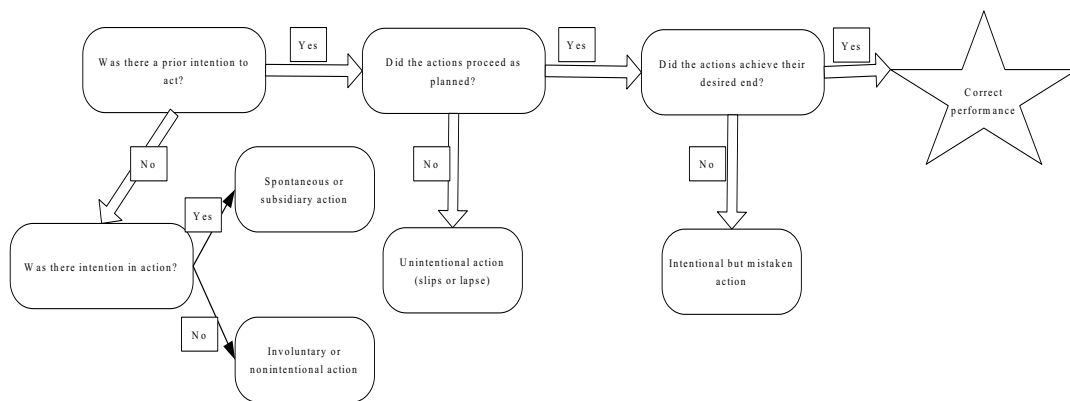 Yes
Yes
Yes
Was there a prior intention to
act?
Did the actions proceed as
planned?
Did the actions achieve their
desired end?
Correct
performance
No
No
No
Spontaneous or
subsidiary action
Yes
Was there intention in action?
Unintentional action
(slips or lapse)
Intentional but mistaken
action
No
Involuntary or
nonintentional action